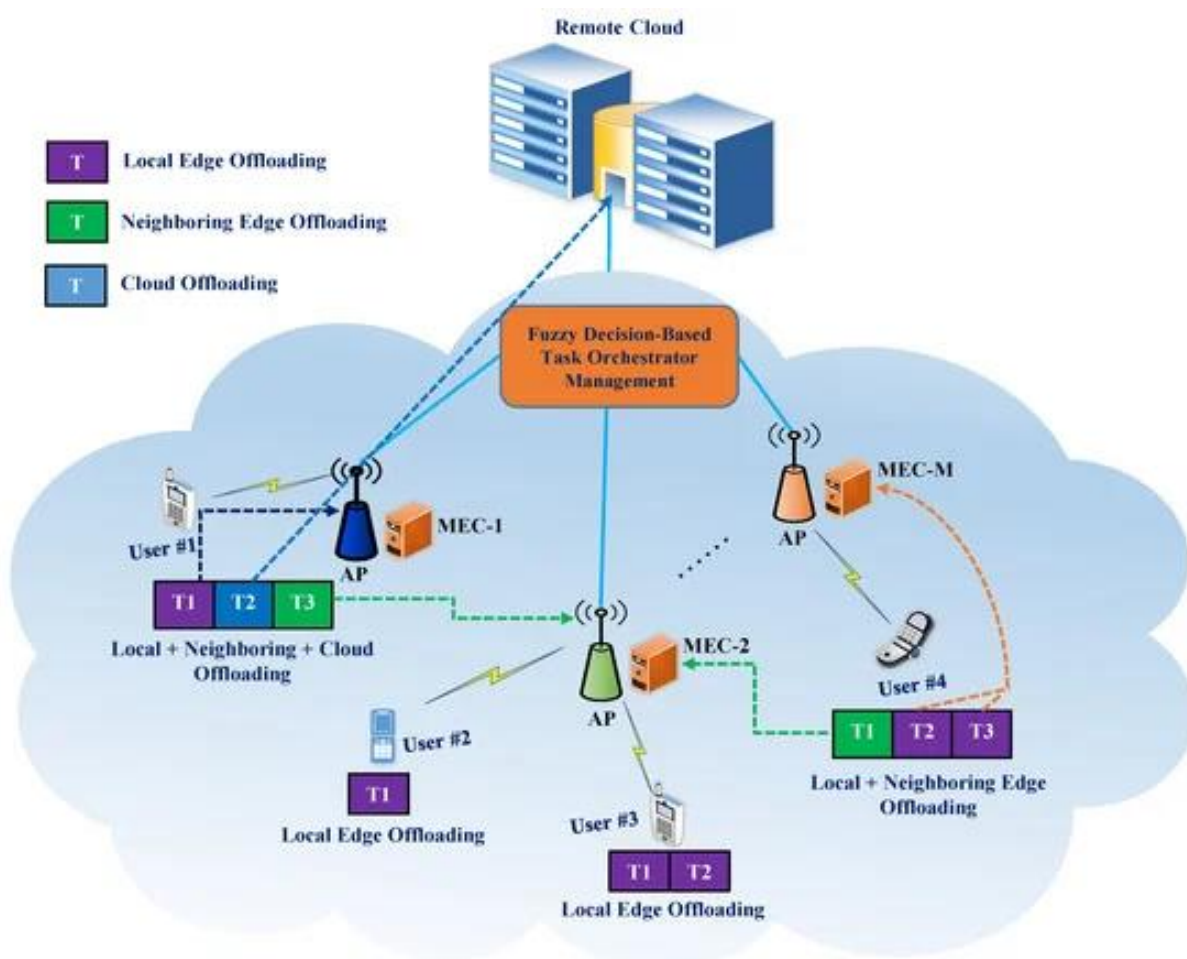 Remote Cloud
T Local Edge Offloading
T Neighboring Edge Offloading
T Cloud Offloading
Fuzzy Decision-Based
Task Orchestrator
Management
MEC-M
AP
MEC-1
AP
User #1
T1 T2 T3
Local + Neighboring + Cloud
Offloading
MEC-2
AP
User #4
T1 T2 T3
Local + Neighboring Edge
Offloading
User #2
T1
Local Edge Offloading
User #3
T1 T2
Local Edge Offloading